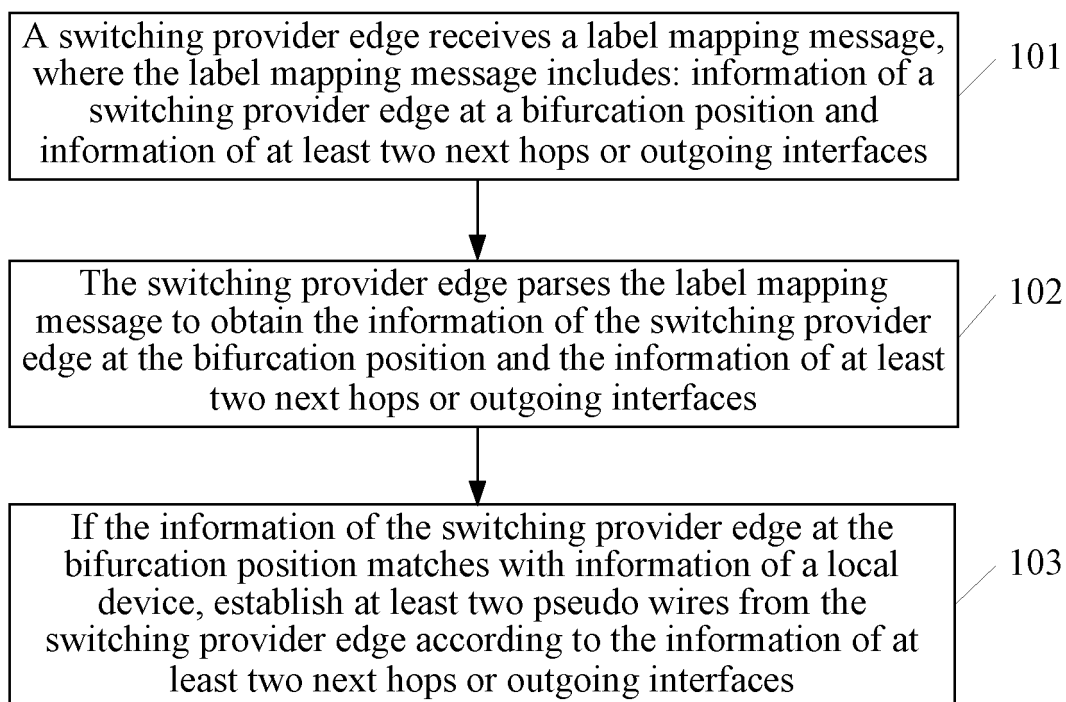 A switching provider edge receives a label mapping message,
where the label mapping message includes: information of a
switching provider edge at a bifurcation position and
information of at least two next hops or outgoing interfaces
101
The switching provider edge parses the label mapping
message to obtain the information of the switching provider
edge at the bifurcation position and the information of at least
two next hops or outgoing interfaces
102
If the information of the switching provider edge at the
bifurcation position matches with information of a local
device, establish at least two pseudo wires from the
switching provider edge according to the information of at
least two next hops or outgoing interfaces
103